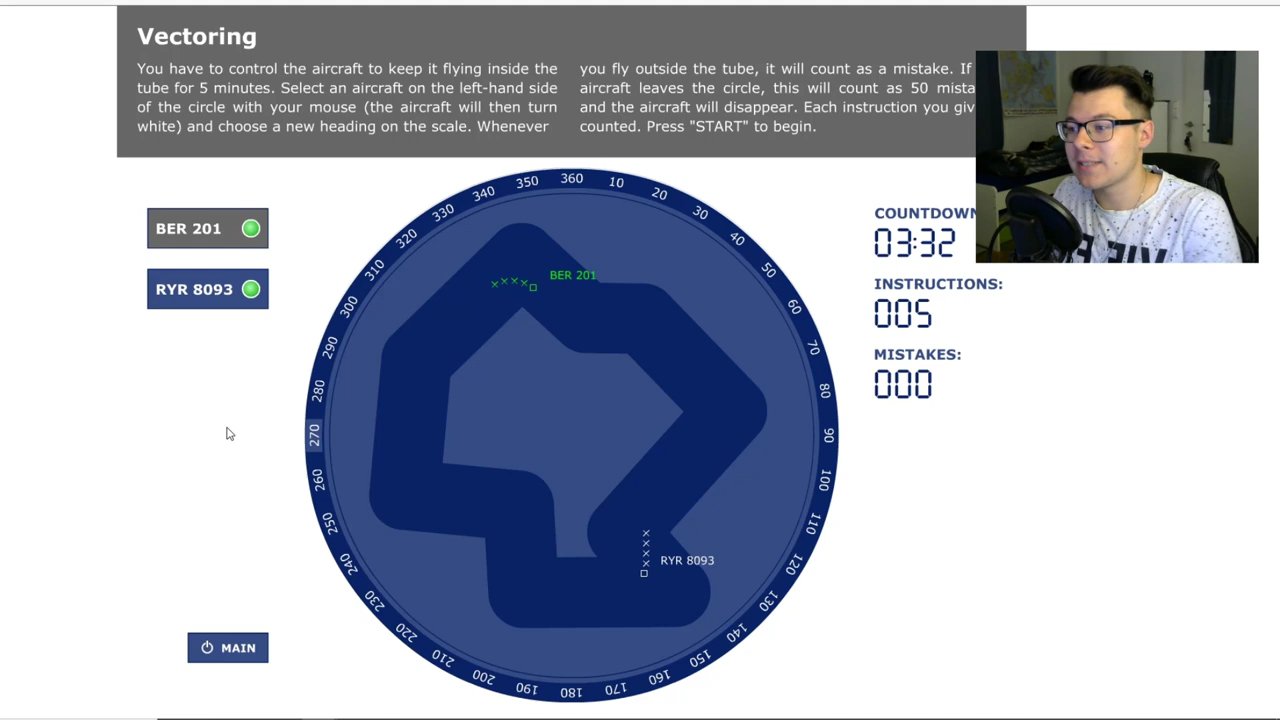 Vectoring
You have to control the aircraft to keep it flying inside the
tube for 5 minutes. Select an aircraft on the left-hand side
of the circle with your mouse (the aircraft will then turn
white) and choose a new heading on the scale. Whenever
you fly outside the tube, it will count as a mistake. If
aircraft leaves the circle, this will count as 50 mista
and the aircraft will disappear. Each instruction you giv
counted. Press "START" to begin.
BER 201
RYR 8093
MAIN
360
10
20
30
40
50
60
70
80
90
100
110
120
130
140
150
160
170
180
190
200
210
220
230
240
250
260
270
280
290
300
310
320
330
340
350
BER 201
RYR 8093
COUNTDOWN
03:32
INSTRUCTIONS:
005
MISTAKES:
000